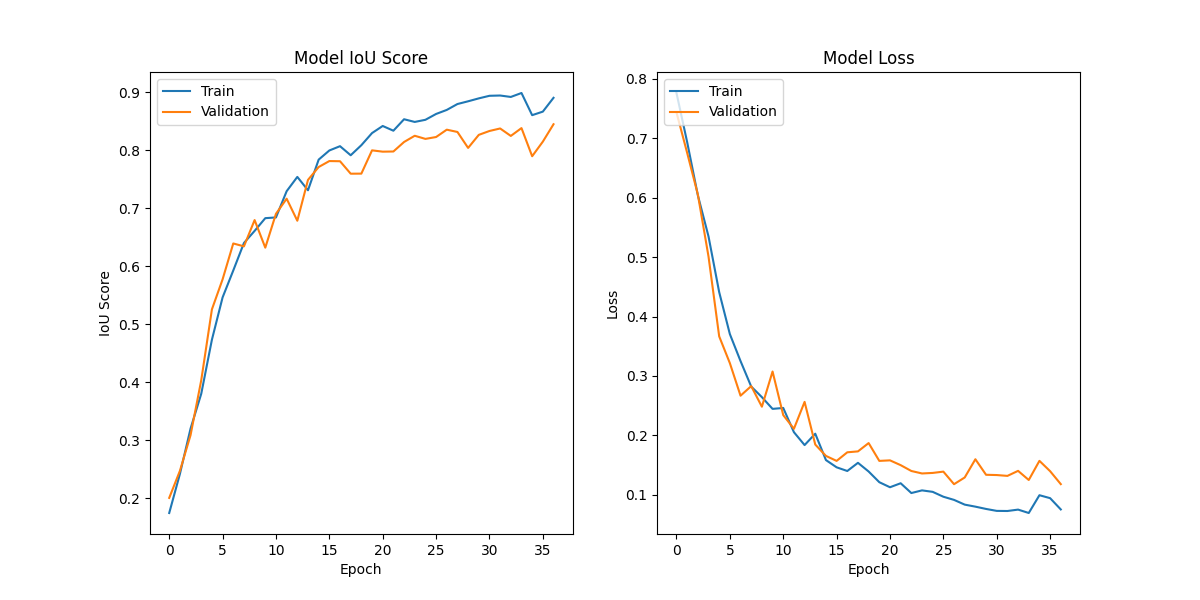 Model IoU Score
Train
Validation
0.9
0.8
0.7
0.6
0.5
0.4
0.3
0.2
IoU Score
0 5 10 15 20 25 30 35
Epoch
Model Loss
Train
Validation
0.8
0.7
0.6
0.5
0.4
0.3
0.2
0.1
Loss
0 5 10 15 20 25 30 35
Epoch